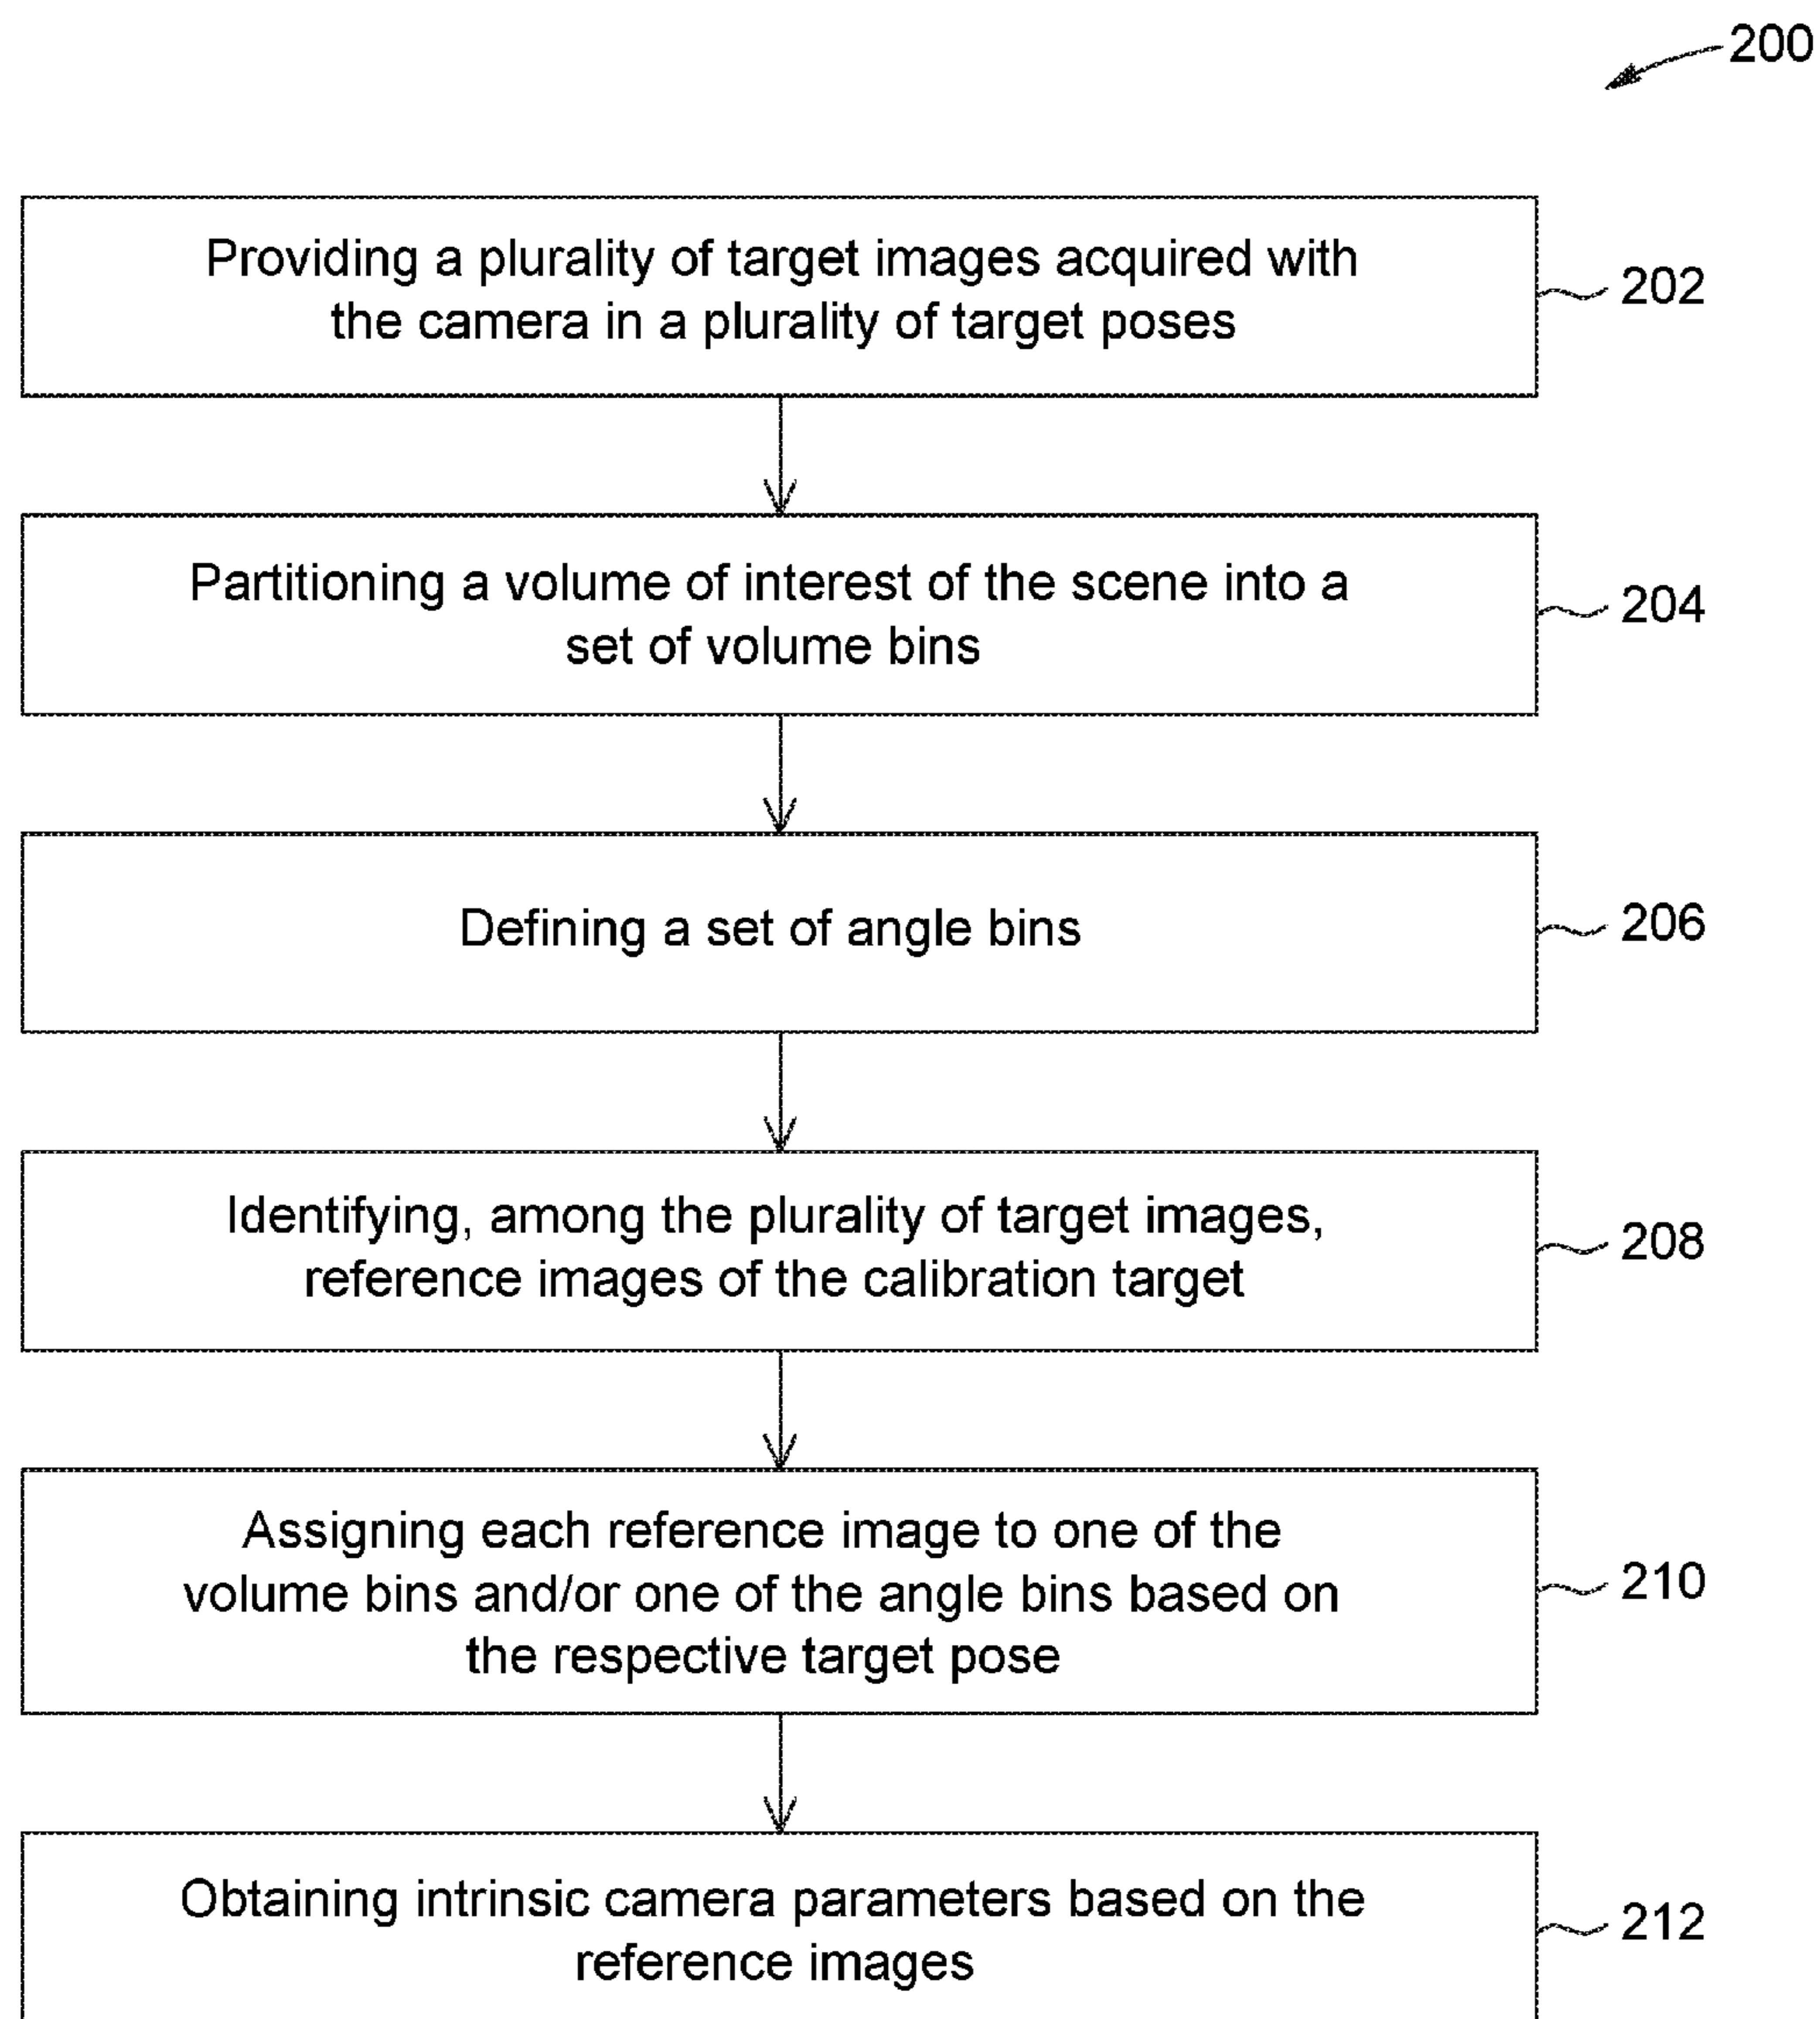 200
Providing a plurality of target images acquired with
the camera in a plurality of target poses
202
Partitioning a volume of interest of the scene into a
set of volume bins
204
Defining a set of angle bins
206
Identifying, among the plurality of target images,
reference images of the calibration target
208
Assigning each reference image to one of the
volume bins and/or one of the angle bins based on
the respective target pose
210
Obtaining intrinsic camera parameters based on the
reference images
212